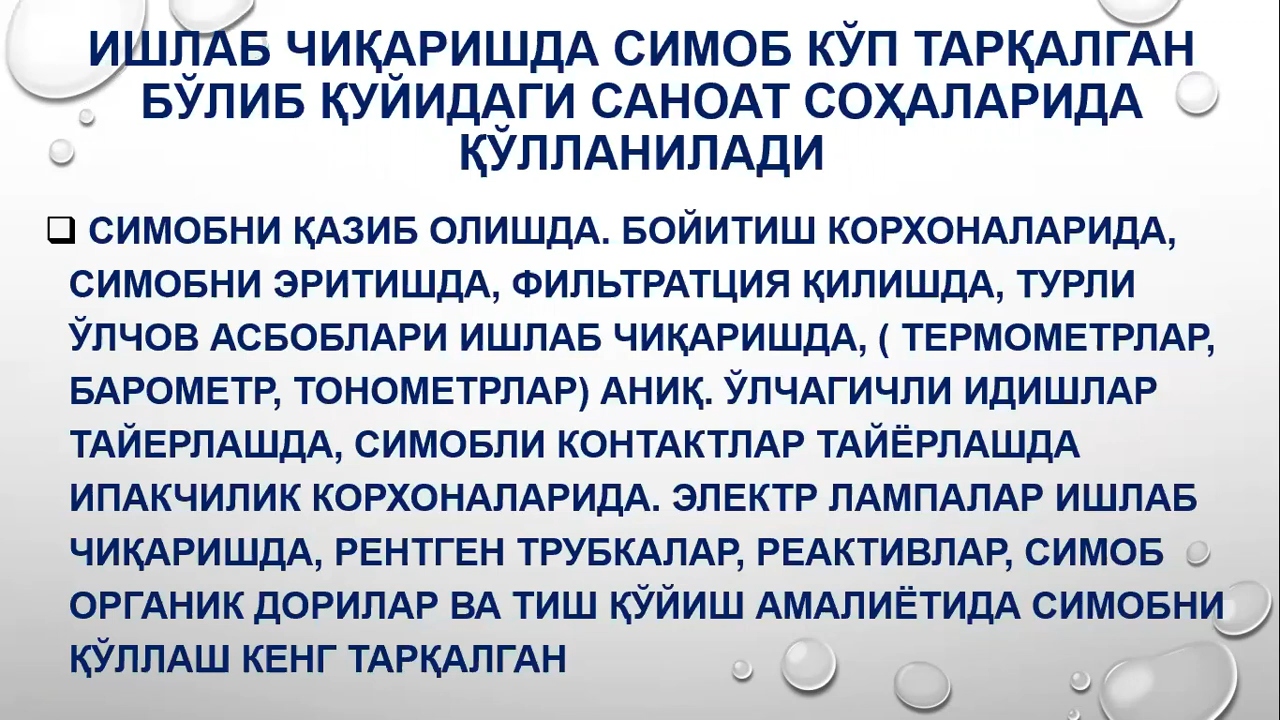 ИШЛАБ ЧИҚАРИШДА СИМОБ КЎП ТАРҚАЛГАН
БЎЛИБ ҚУЙИДАГИ САНОАТ СОҲАЛАРИДА
ҚЎЛЛАНИЛАДИ
СИМОБНИ ҚАЗИБ ОЛИШДА. БОЙИТИШ КОРХОНАЛАРИДА,
СИМОБНИ ЭРИТИШДА, ФИЛЬТРАТЦИЯ ҚИЛИШДА, ТУРЛИ
ЎЛЧОВ АСБОБЛАРИ ИШЛАБ ЧИҚАРИШДА, ( ТЕРМОМЕТРЛАР,
БАРОМЕТР, ТОНОМЕТРЛАР) АНИҚ. ЎЛЧАГИЧЛИ ИДИШЛАР
ТАЙЕРЛАШДА, СИМОБЛИ КОНТАКТЛАР ТАЙЁРЛАШДА
ИПАКЧИЛИК КОРХОНАЛАРИДА. ЭЛЕКТР ЛАМПАЛАР ИШЛАБ
ЧИҚАРИШДА, РЕНТГЕН ТРУБКАЛАР, РЕАКТИВЛАР, СИМОБ
ОРГАНИК ДОРИЛАР ВА ТИШ ҚЎЙИШ АМАЛИЁТИДА СИМОБНИ
ҚЎЛЛАШ КЕНГ ТАРҚАЛГАН